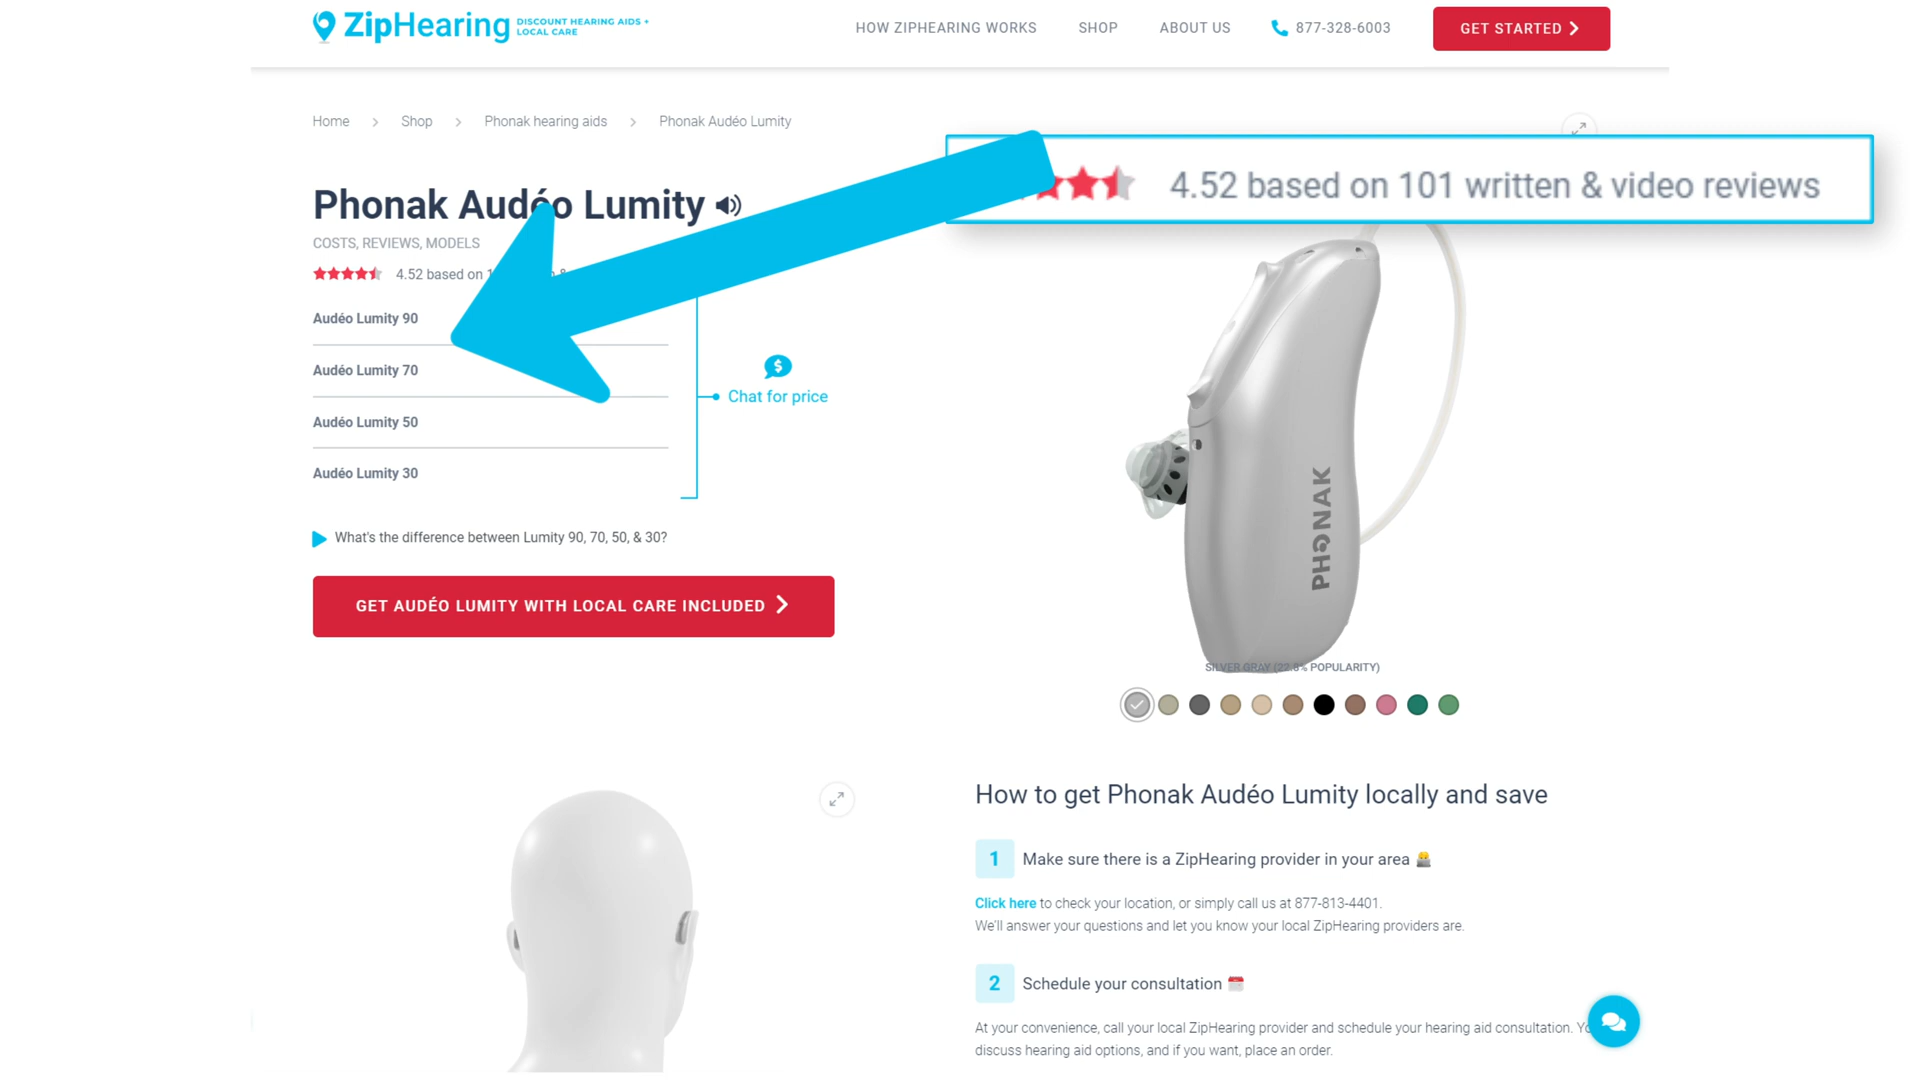 ZipHearing DISCOUNT HEARING AIDS +
LOCAL CARE
HOW ZIPHEARING WORKS
SHOP
ABOUT US
877-328-6003
GET STARTED
Home > Shop > Phonak hearing aids > Phonak Audéo Lumity
4.52 based on 101 written & video reviews
Phonak Audéo Lumity
COSTS, REVIEWS, MODELS
4.52 based on
Audéo Lumity 90
Audéo Lumity 70
Audéo Lumity 50
Audéo Lumity 30
$
Chat for price
What's the difference between Lumity 90, 70, 50, & 30?
GET AUDÉO LUMITY WITH LOCAL CARE INCLUDED
PHONAK
SILVER GRAY (22.8% POPULARITY)
How to get Phonak Audéo Lumity locally and save
1 Make sure there is a ZipHearing provider in your area
Click here to check your location, or simply call us at 877-813-4401.
We'll answer your questions and let you know your local ZipHearing providers are.
2 Schedule your consultation
At your convenience, call your local ZipHearing provider and schedule your hearing aid consultation.
discuss hearing aid options, and if you want, place an order.